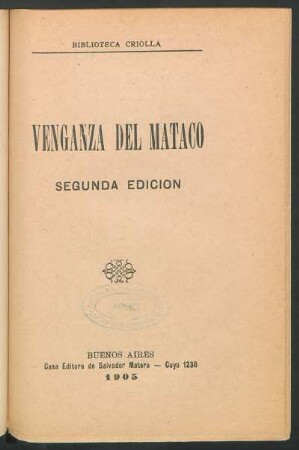 BIBLIOTECA CRIOLLA
VENGANZA DEL MATACO
SEGUNDA EDICION
BUENOS AIRES
Casa Editora de Salvador Matera — Cuyo 1236
1905